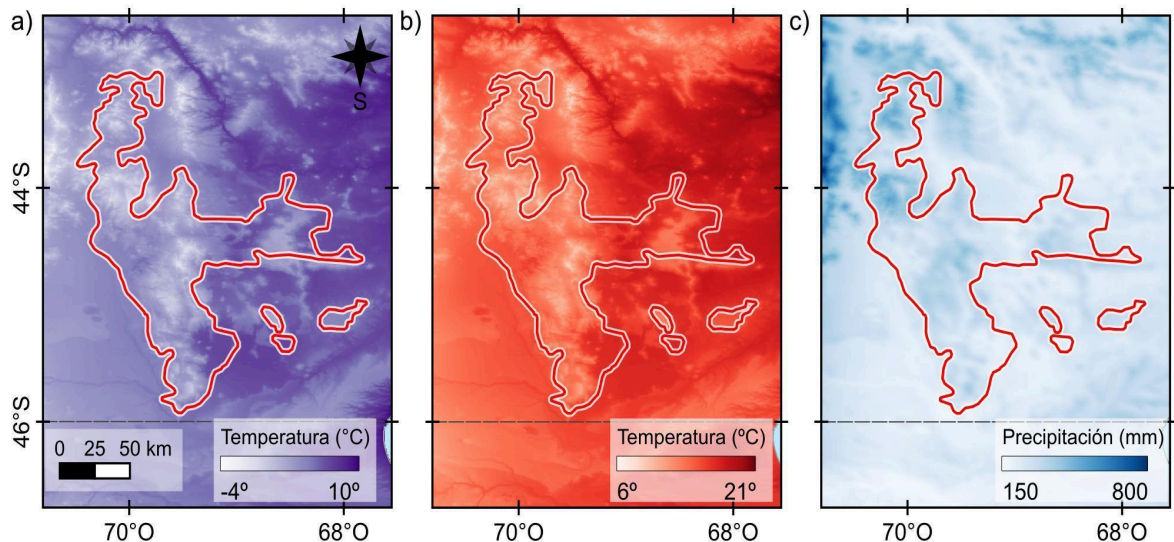 a)
b)
c)
S
44°S
46°S
0 25 50 km
Temperatura (°C)
-4° 10°
Temperatura (ºC)
6° 21°
Precipitación (mm)
150 800
70°O 68°O
70°O 68°O
70°O 68°O